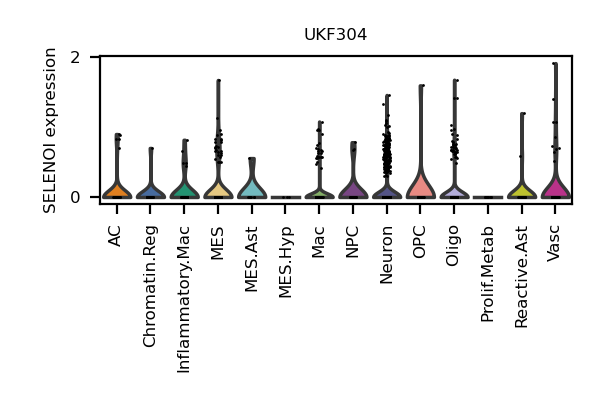 UKF304
SELENOI expression
2
0
AC
Chromatin.Reg
Inflammatory.Mac
MES
MES.Ast
MES.Hyp
Mac
NPC
Neuron
OPC
Oligo
Prolif.Metab
Reactive.Ast
Vasc